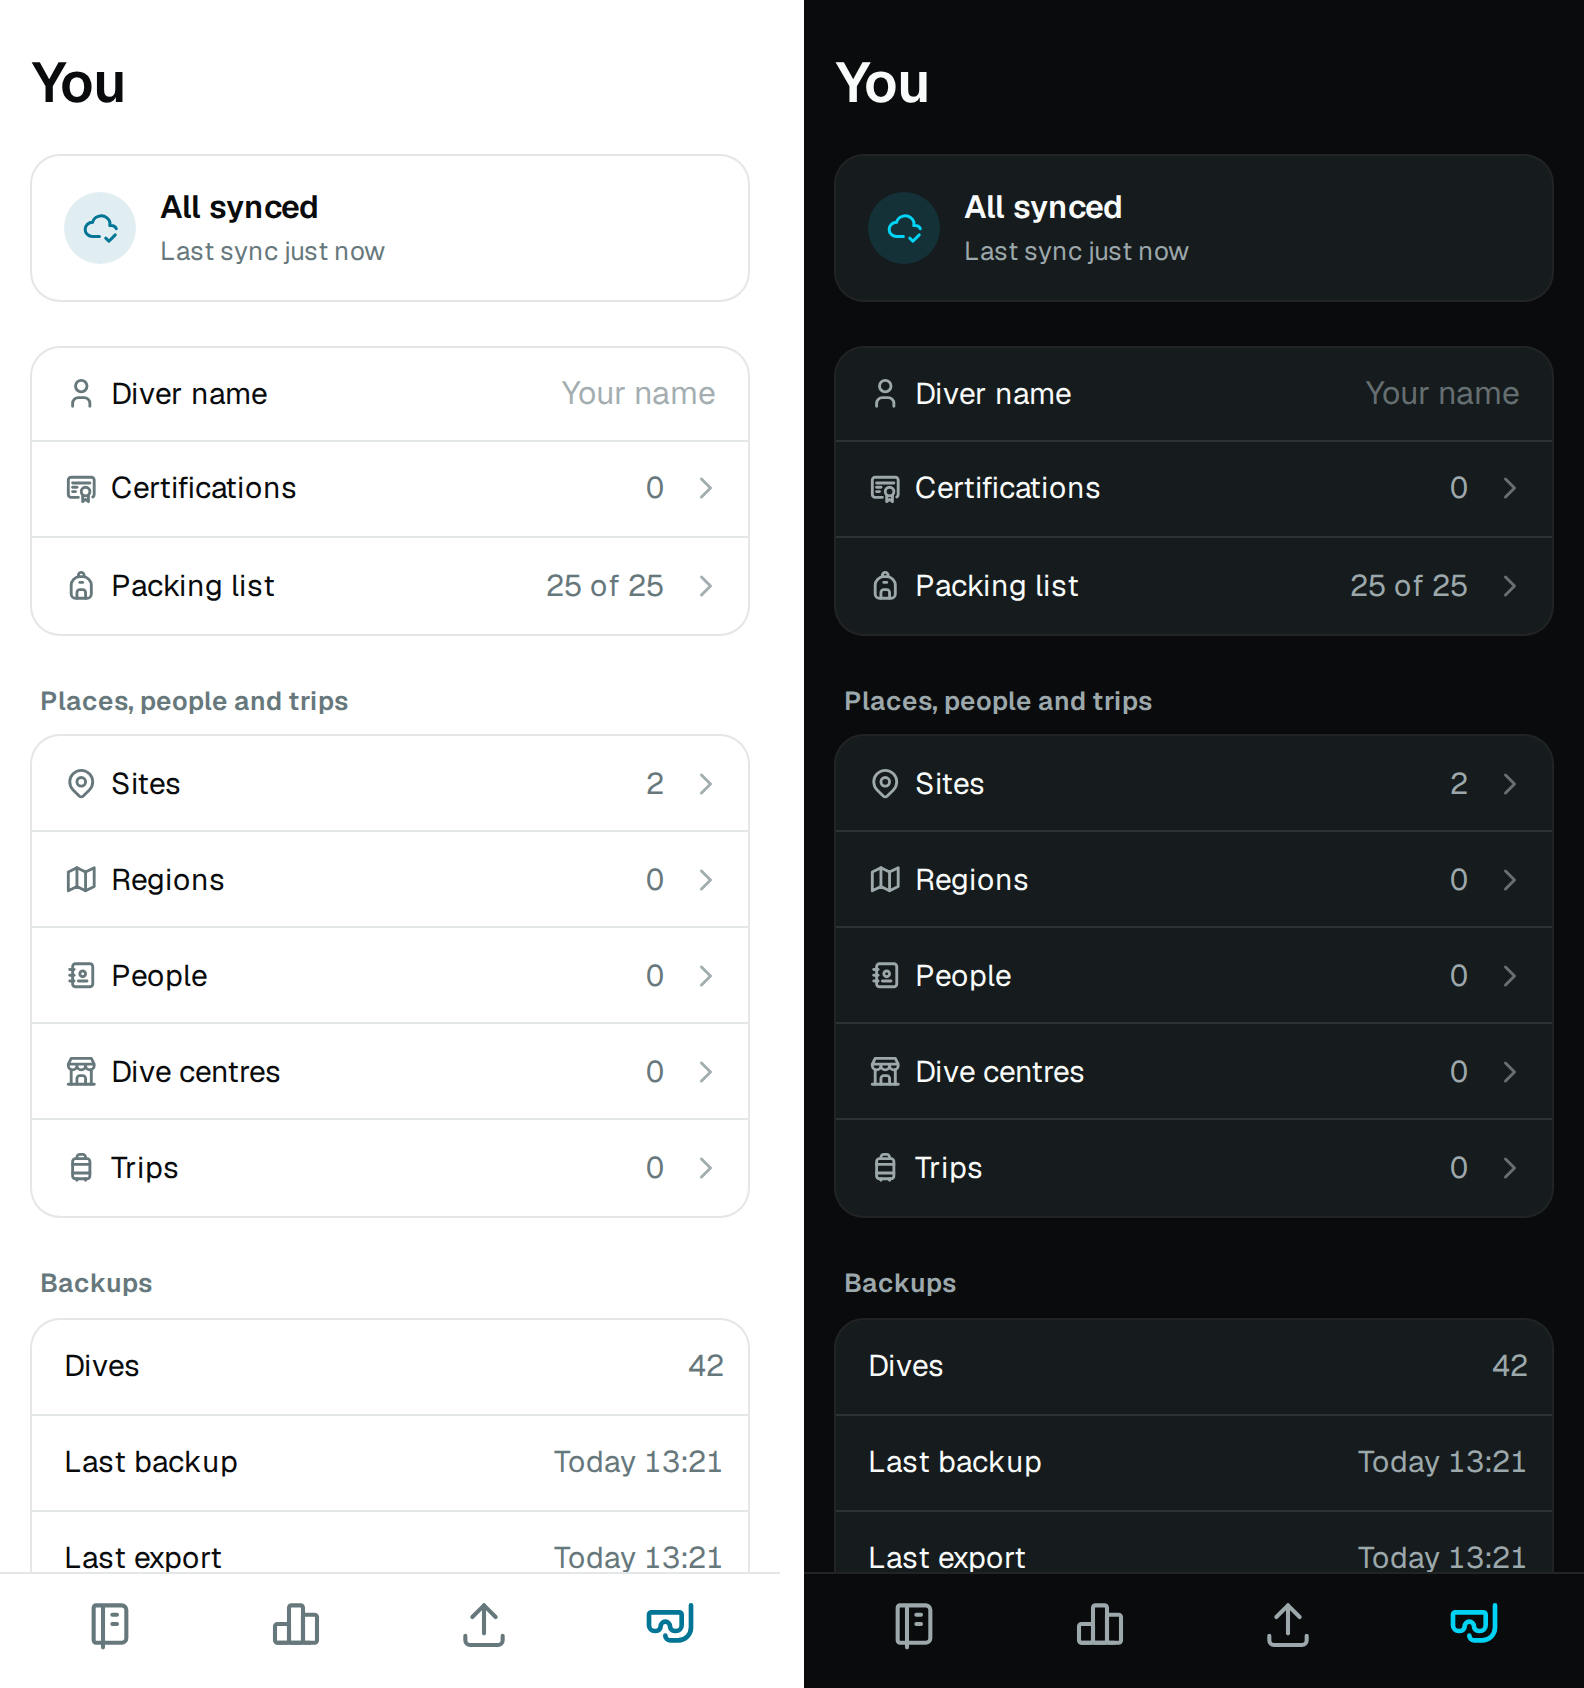 You
All synced
Last sync just now
Diver name
Your name
Certifications
0
Packing list
25 of 25
Places, people and trips
Sites
2
Regions
0
People
0
Dive centres
0
Trips
0
Backups
Dives
42
Last backup
Today 13:21
Last export
Today 13:21
You
All synced
Last sync just now
Diver name
Your name
Certifications
0
Packing list
25 of 25
Places, people and trips
Sites
2
Regions
0
People
0
Dive centres
0
Trips
0
Backups
Dives
42
Last backup
Today 13:21
Last export
Today 13:21